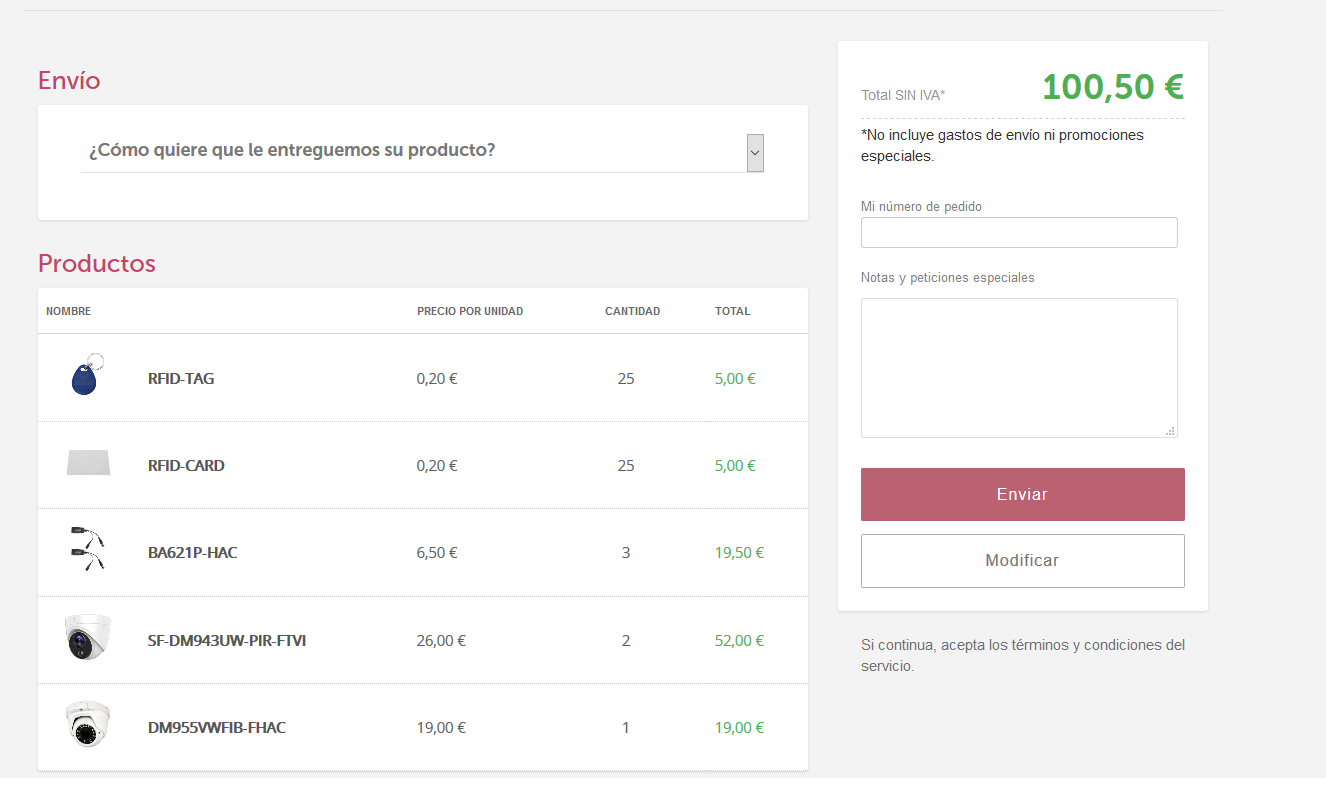 Envío
¿Cómo quiere que le entreguemos su producto?
Productos
NOMBRE PRECIO POR UNIDAD CANTIDAD TOTAL
RFID-TAG 0,20 € 25 5,00 €
RFID-CARD 0,20 € 25 5,00 €
BA621P-HAC 6,50 € 3 19,50 €
SF-DM943UW-PIR-FTVI 26,00 € 2 52,00 €
DM955VWFIB-FHAC 19,00 € 1 19,00 €
Total SIN IVA* 100,50 €
*No incluye gastos de envío ni promociones
especiales.
Mi número de pedido
Notas y peticiones especiales
Enviar
Modificar
Si continua, acepta los términos y condiciones del
servicio.